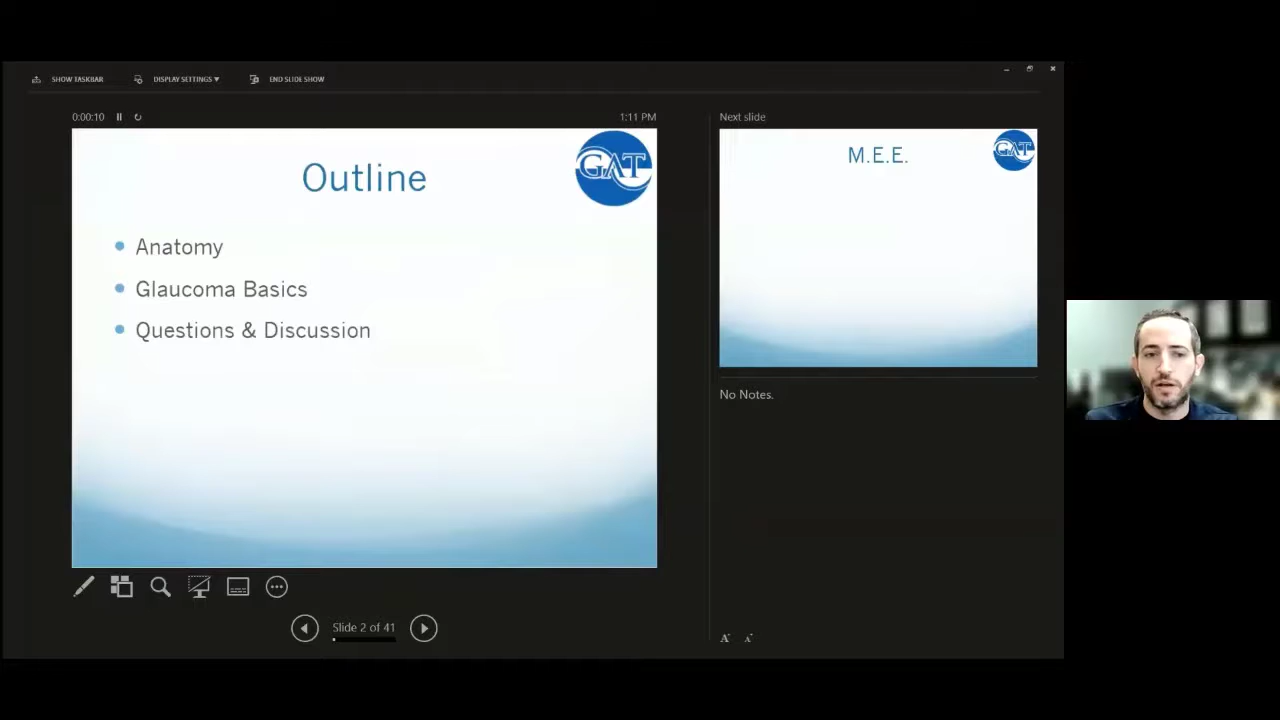 SHOW TASKBAR DISPLAY SETTINGS ▾ END SLIDE SHOW
0:00:10 1:11 PM
GAT
Outline
Anatomy
Glaucoma Basics
Questions & Discussion
Slide 2 of 41
Next slide
GAT
M.E.E.
No Notes.
A A